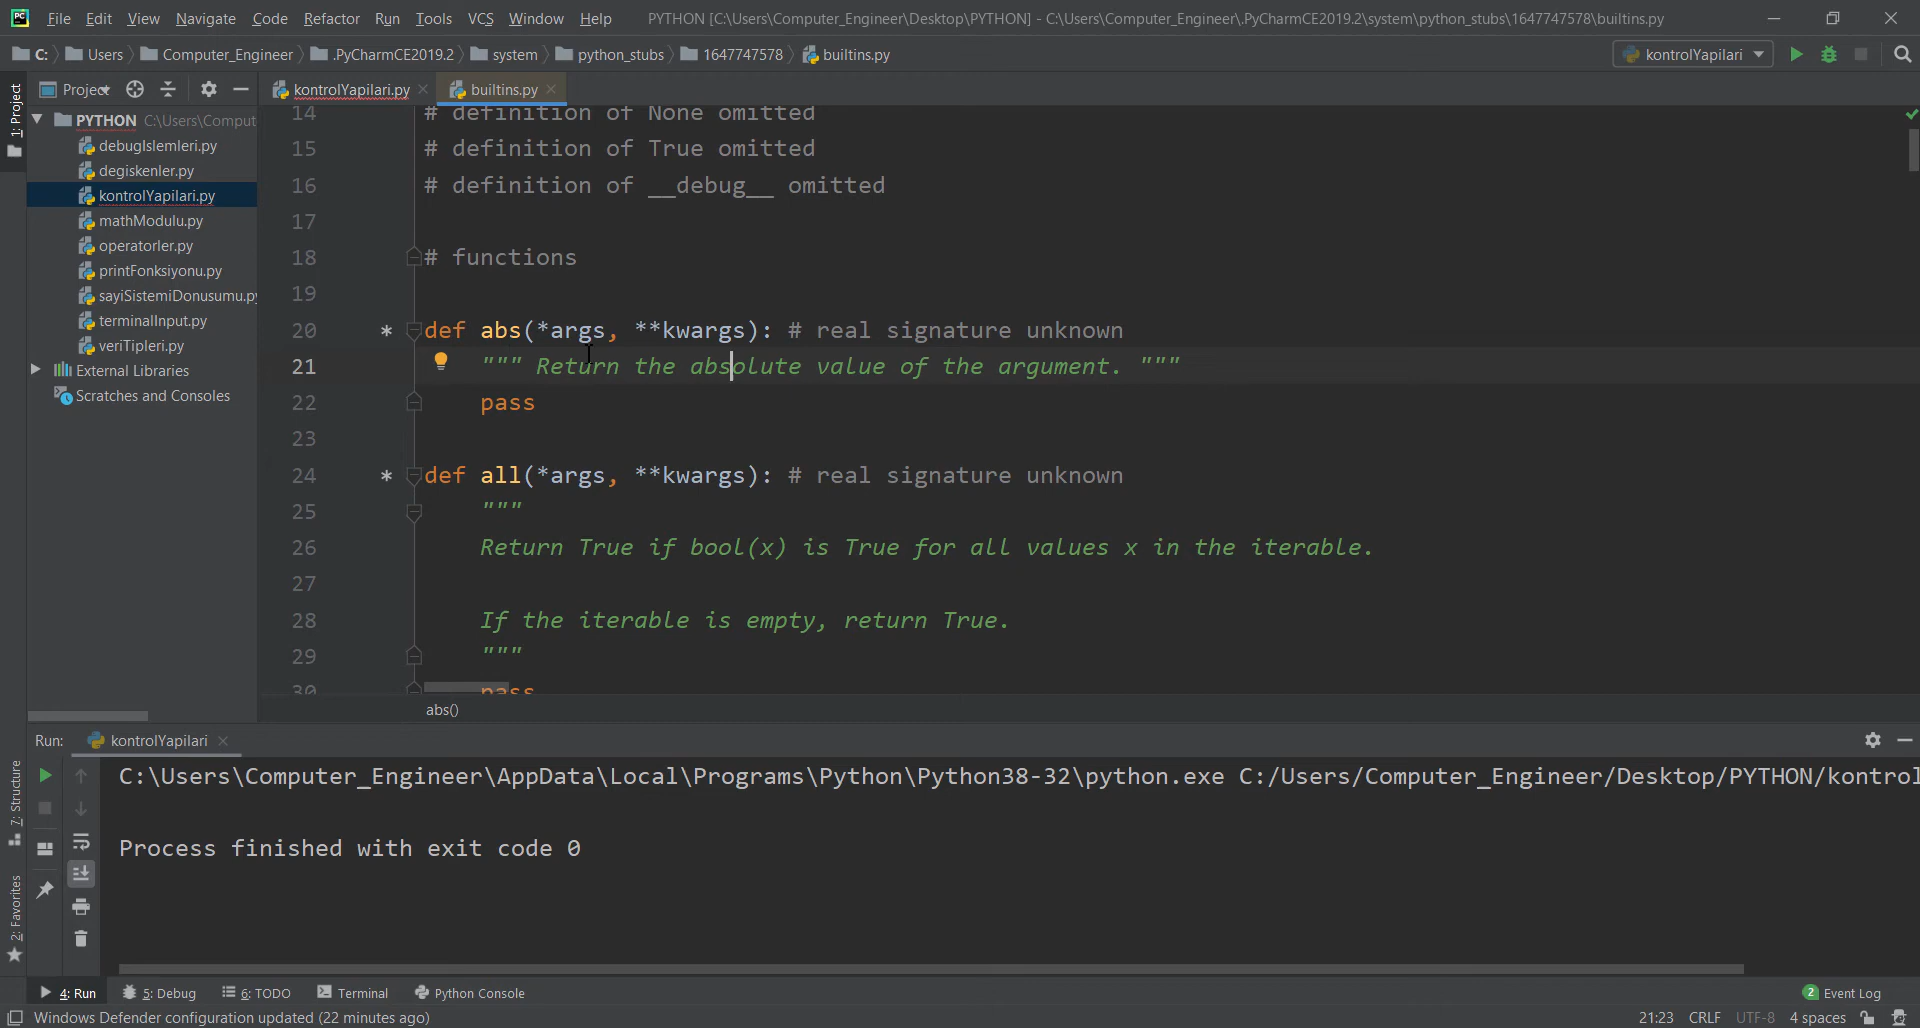 File Edit View Navigate Code Refactor Run Tools VCS Window Help PYTHON [C:\Users\Computer_Engineer\Desktop\PYTHON] - C:\Users\Computer_Engineer\.PyCharmCE2019.2\system\python_stubs\1647747578\builtins.py
C: Users Computer_Engineer .PyCharmCE2019.2 system python_stubs 1647747578 builtins.py kontrolYapilari
1: Project
Project kontrolYapilari.py builtins.py
PYTHON C:\Users\Comput
debugIslemleri.py
degiskenler.py
kontrolYapilari.py
mathModulu.py
operatorler.py
printFonksiyonu.py
sayiSistemiDonusumu.py
terminalInput.py
veriTipleri.py
External Libraries
Scratches and Consoles
14 # definition of None omitted
15 # definition of True omitted
16 # definition of __debug__ omitted
17
18 # functions
19
20 * def abs(*args, **kwargs): # real signature unknown
21 """ Return the absolute value of the argument. """
22 pass
23
24 * def all(*args, **kwargs): # real signature unknown
25 """
26 Return True if bool(x) is True for all values x in the iterable.
27
28 If the iterable is empty, return True.
29 """
30 pass
abs()
Run: kontrolYapilari
C:\Users\Computer_Engineer\AppData\Local\Programs\Python\Python38-32\python.exe C:/Users/Computer_Engineer/Desktop/PYTHON/kontrol
Process finished with exit code 0
7: Structure
2: Favorites
4: Run 5: Debug 6: TODO Terminal Python Console 2 Event Log
Windows Defender configuration updated (22 minutes ago) 21:23 CRLF UTF-8 4 spaces